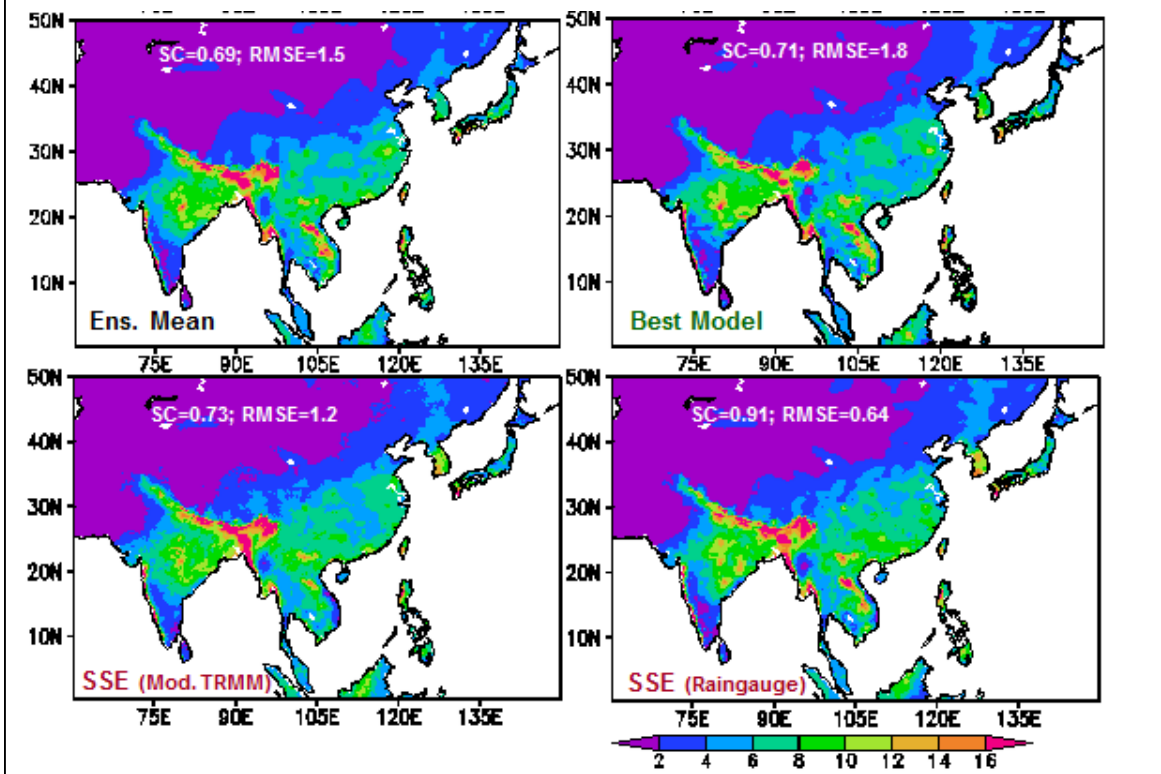 50N
SC=0.69; RMSE=1.5
40N
30N
20N
10N
Ens. Mean
75E 90E 105E 120E 135E
50N
SC=0.71; RMSE=1.8
40N
30N
20N
10N
Best Model
75E 90E 105E 120E 135E
50N
SC=0.73; RMSE=1.2
40N
30N
20N
10N
SSE (Mod. TRMM)
75E 90E 105E 120E 135E
50N
SC=0.91; RMSE=0.64
40N
30N
20N
10N
SSE (Raingauge)
75E 90E 105E 120E 135E
2 4 6 8 10 12 14 16